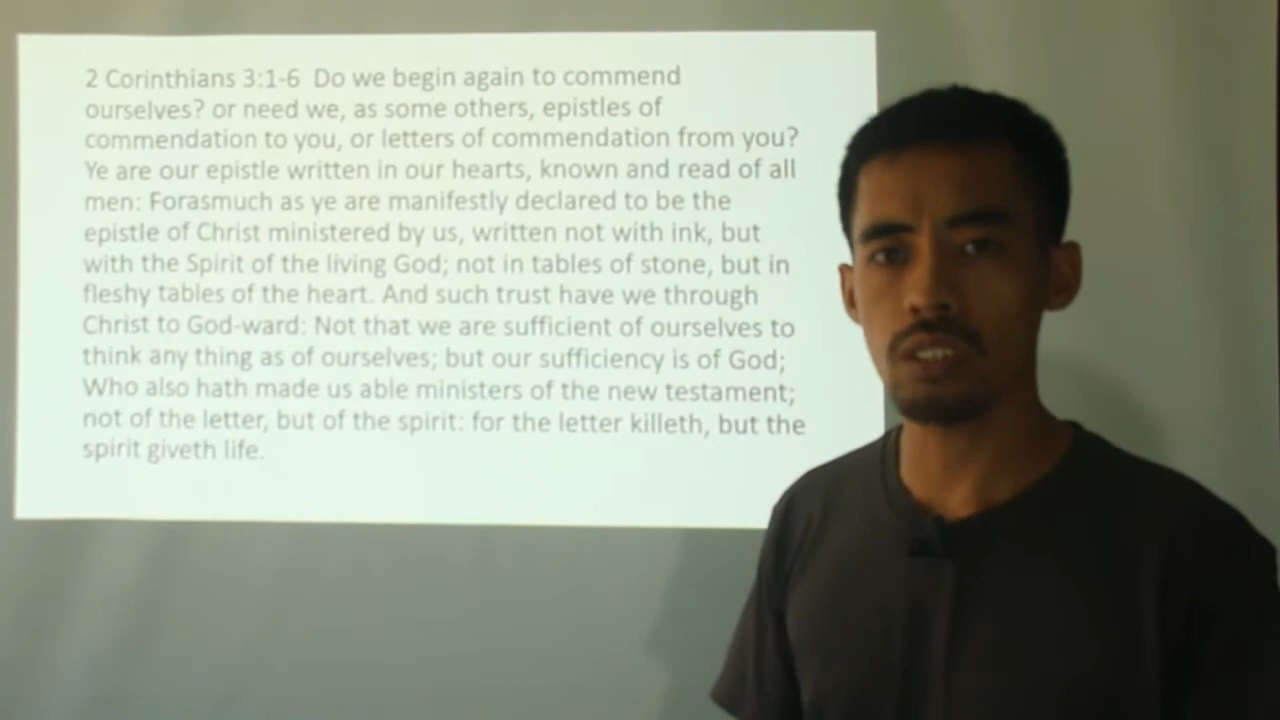 2 Corinthians 3:1-6 Do we begin again to commend
ourselves? or need we, as some others, epistles of
commendation to you, or letters of commendation from you?
Ye are our epistle written in our hearts, known and read of all
men: Forasmuch as ye are manifestly declared to be the
epistle of Christ ministered by us, written not with ink, but
with the Spirit of the living God; not in tables of stone, but in
fleshy tables of the heart. And such trust have we through
Christ to God-ward: Not that we are sufficient of ourselves to
think any thing as of ourselves; but our sufficiency is of God;
Who also hath made us able ministers of the new testament;
not of the letter, but of the spirit: for the letter killeth, but the
spirit giveth life.